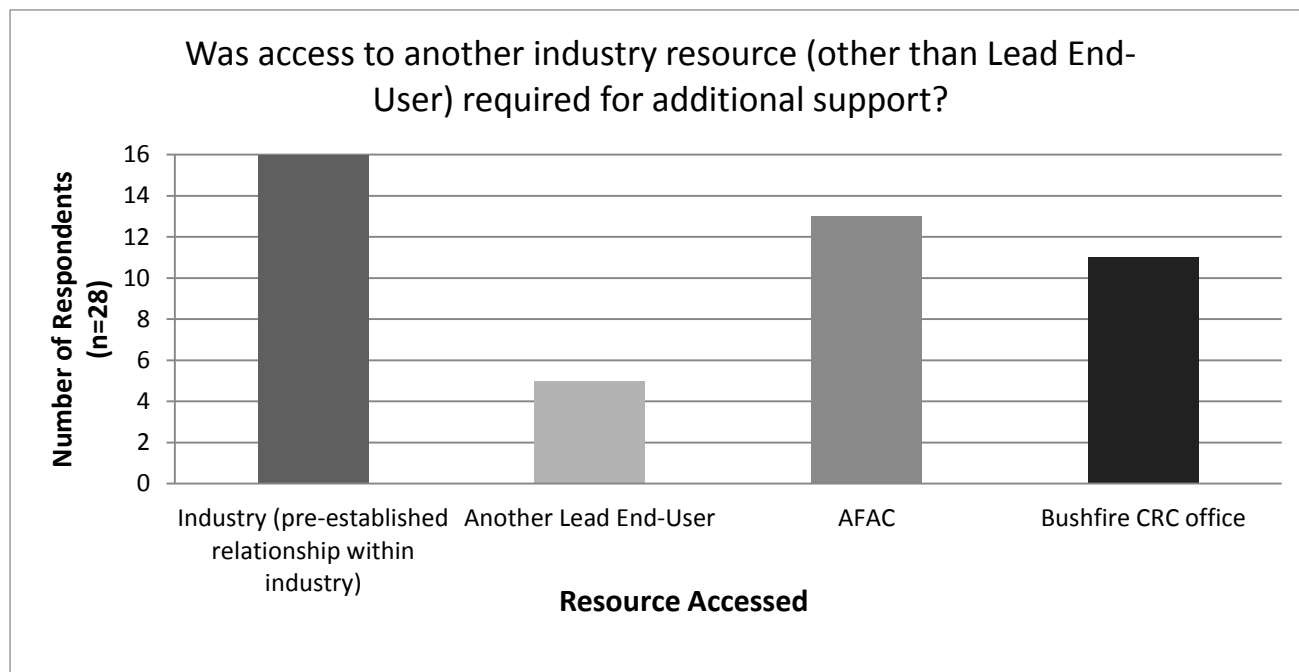 Was access to another industry resource (other than Lead End-
User) required for additional support?
Number of Respondents
(n=28)
16
14
12
10
8
6
4
2
0
Industry (pre-established
relationship within
industry)
Another Lead End-User
AFAC
Bushfire CRC office
Resource Accessed